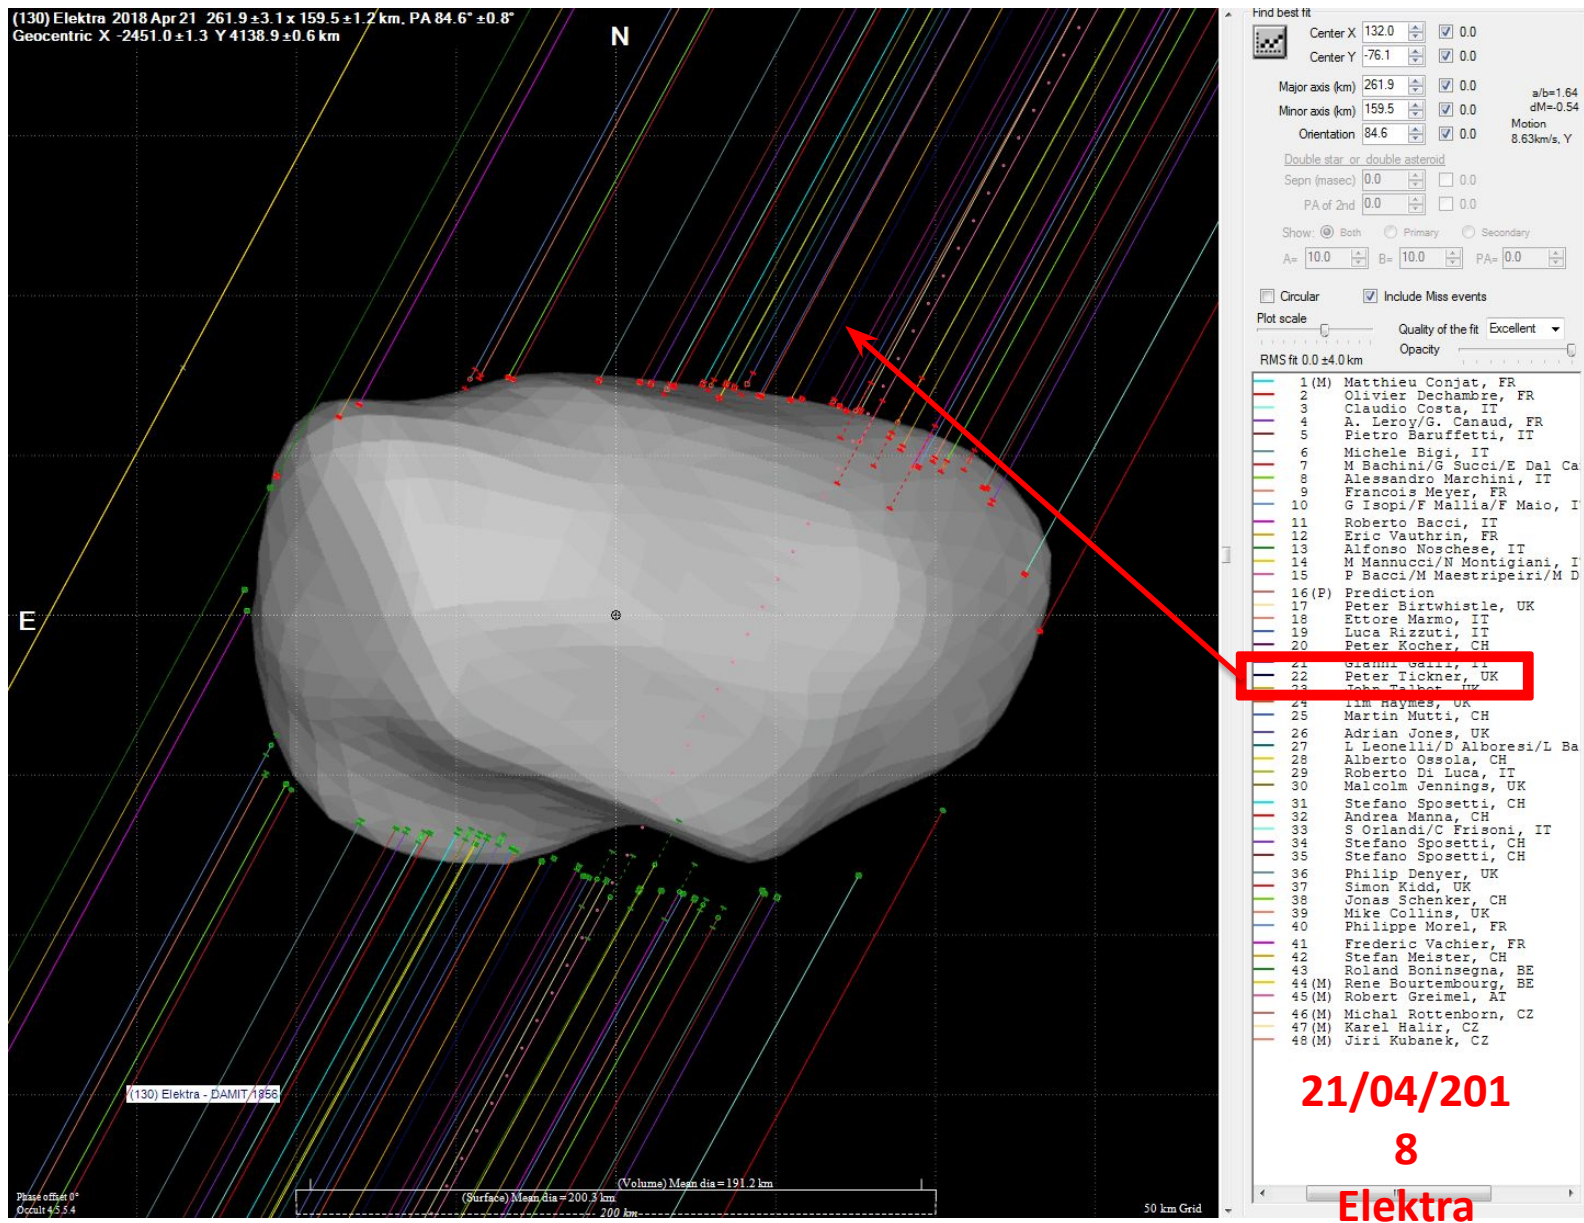 (130) Elektra 2018 Apr 21 261.9 ±3.1 x 159.5 ±1.2 km, PA 84.6° ±0.8°
Geocentric X -2451.0 ±1.3 Y 4138.9 ±0.6 km
N
E
(130) Elektra - DAMIT 1856
(Volume) Mean dia = 191.2 km
(Surface) Mean dia = 200.3 km
200 km
Phase offset 0°
Occult 4.5.5.4
50 km Grid
Find best fit
Center X 132.0 0.0
Center Y -76.1 0.0
Major axis (km) 261.9 0.0 a/b=1.64
Minor axis (km) 159.5 0.0 dM=-0.54
Orientation 84.6 0.0 Motion
8.63km/s, Y
Double star or double asteroid
Sepn (masec) 0.0 0.0
PA of 2nd 0.0 0.0
Show: Both Primary Secondary
A= 10.0 B= 10.0 PA= 0.0
Circular Include Miss events
Plot scale Quality of the fit Excellent
Opacity
RMS fit 0.0 ±4.0 km
1 (M) Matthieu Conjat, FR
2 Olivier Dechambre, FR
3 Claudio Costa, IT
4 A. Leroy/G. Canaud, FR
5 Pietro Baruffetti, IT
6 Michele Bigi, IT
7 M Bachini/G Succi/E Dal Ca
8 Alessandro Marchini, IT
9 Francois Meyer, FR
10 G Isopi/F Mallia/F Maio, I
11 Roberto Bacci, IT
12 Eric Vauthrin, FR
13 Alfonso Noschese, IT
14 M Mannucci/N Montigiani, I
15 P Bacci/M Maestripeiri/M D
16 (P) Prediction
17 Peter Birtwhistle, UK
18 Ettore Marmo, IT
19 Luca Rizzuti, IT
20 Peter Kocher, CH
21 Gianni Galli, IT
22 Peter Tickner, UK
23 John Talbot, UK
24 Tim Haymes, UK
25 Martin Mutti, CH
26 Adrian Jones, UK
27 L Leonelli/D Alboresi/L Ba
28 Alberto Ossola, CH
29 Roberto Di Luca, IT
30 Malcolm Jennings, UK
31 Stefano Sposetti, CH
32 Andrea Manna, CH
33 S Orlandi/C Frisoni, IT
34 Stefano Sposetti, CH
35 Stefano Sposetti, CH
36 Philip Denyer, UK
37 Simon Kidd, UK
38 Jonas Schenker, CH
39 Mike Collins, UK
40 Philippe Morel, FR
41 Frederic Vachier, FR
42 Stefan Meister, CH
43 Roland Boninsegna, BE
44 (M) Rene Bourtembourg, BE
45 (M) Robert Greimel, AT
46 (M) Michal Rottenborn, CZ
47 (M) Karel Halir, CZ
48 (M) Jiri Kubanek, CZ
21/04/201
8
Elektra